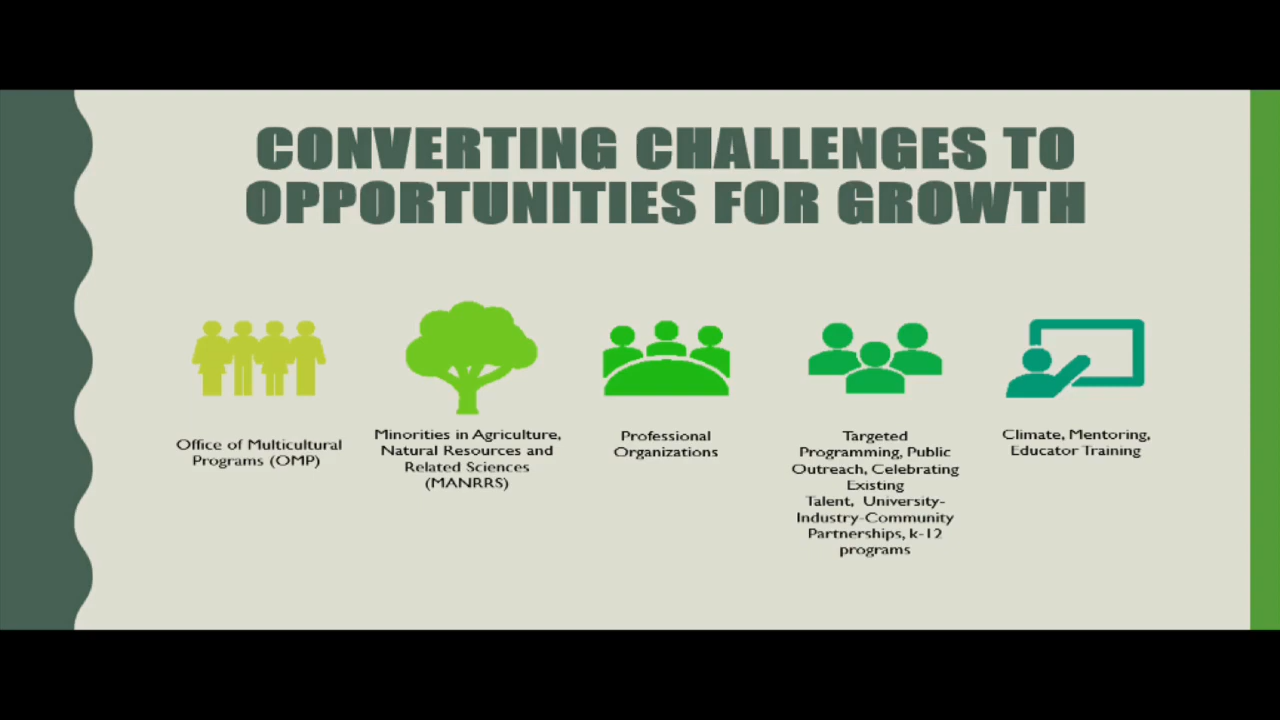 CONVERTING CHALLENGES TO
OPPORTUNITIES FOR GROWTH
Office of Multicultural
Programs (OMP)
Minorities in Agriculture,
Natural Resources and
Related Sciences
(MANRRS)
Professional
Organizations
Targeted
Programming, Public
Outreach, Celebrating
Existing
Talent, University-
Industry-Community
Partnerships, k-12
programs
Climate, Mentoring,
Educator Training